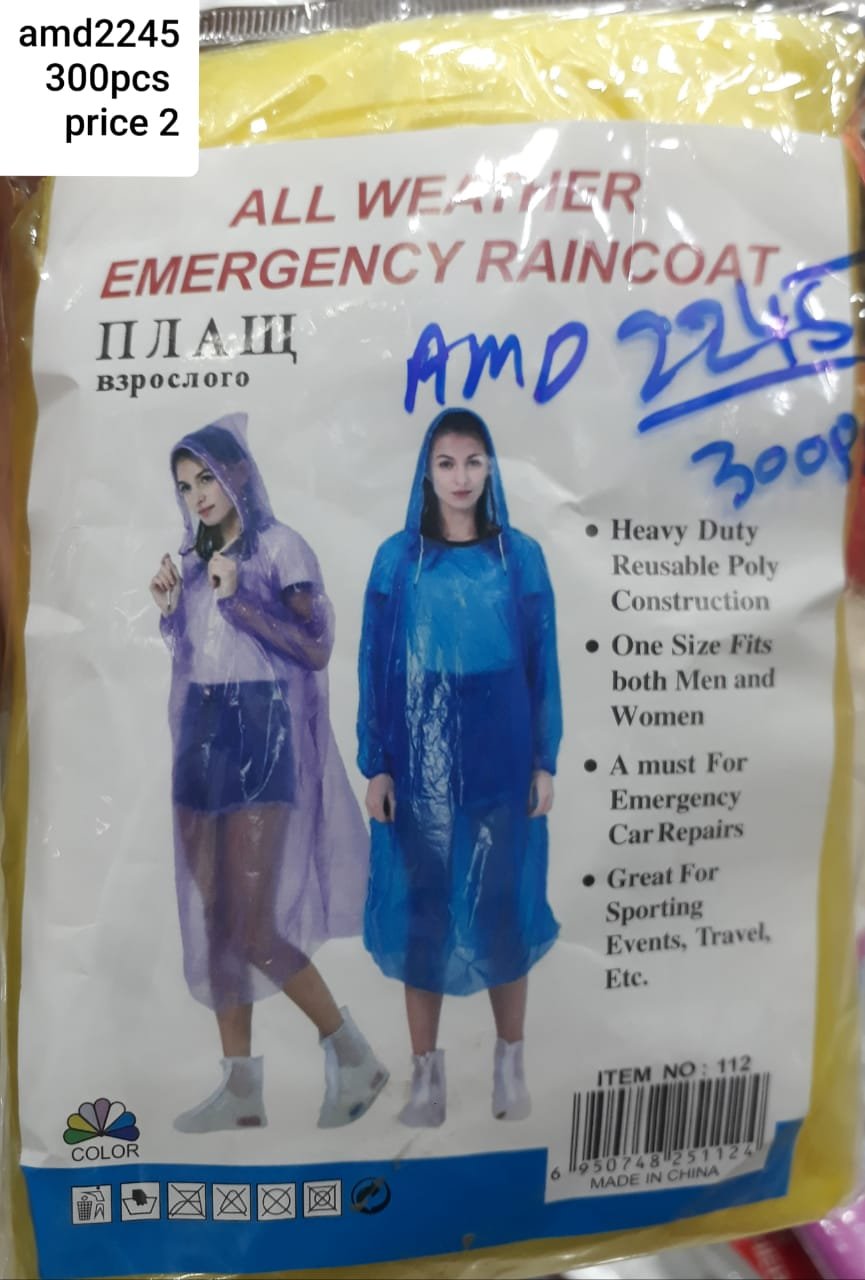 amd2245
300pcs
price 2
ALL WEATHER
EMERGENCY RAINCOAT
ПЛАЩ
взрослого
AMD 2245
300P
• Heavy Duty
Reusable Poly
Construction
• One Size Fits
both Men and
Women
• A must For
Emergency
Car Repairs
• Great For
Sporting
Events, Travel,
Etc.
ITEM NO: 112
6 950748 251124
MADE IN CHINA
COLOR